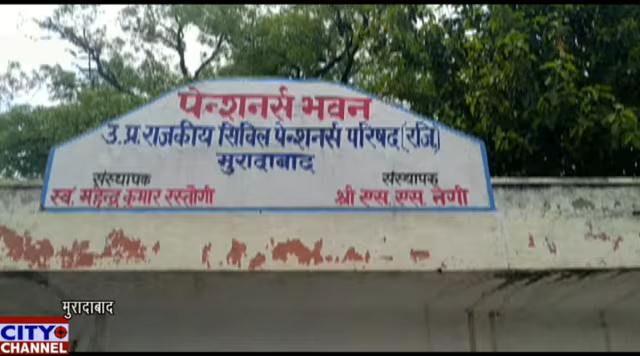 पेन्शनर्स भवन
उ.प्र.राजकीय सिविल पेन्शनर्स परिषद (रजि.)
मुरादाबाद
संस्थापक
स्व. महेन्द्र कुमार रस्तौगी
संस्थापक
श्री एस. एस. नेगी
मुरादाबाद
CITY
CHANNEL